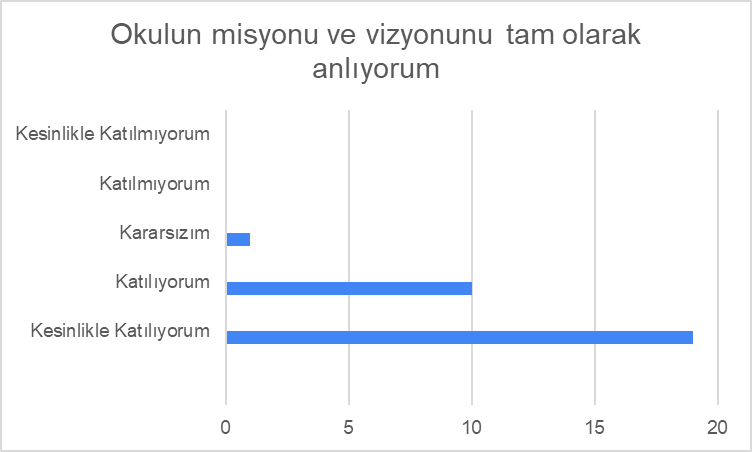 Okulun misyonu ve vizyonunu tam olarak
anlıyorum
Kesinlikle Katılmıyorum
Katılmıyorum
Kararsızım
Katılıyorum
Kesinlikle Katılıyorum
0 5 10 15 20